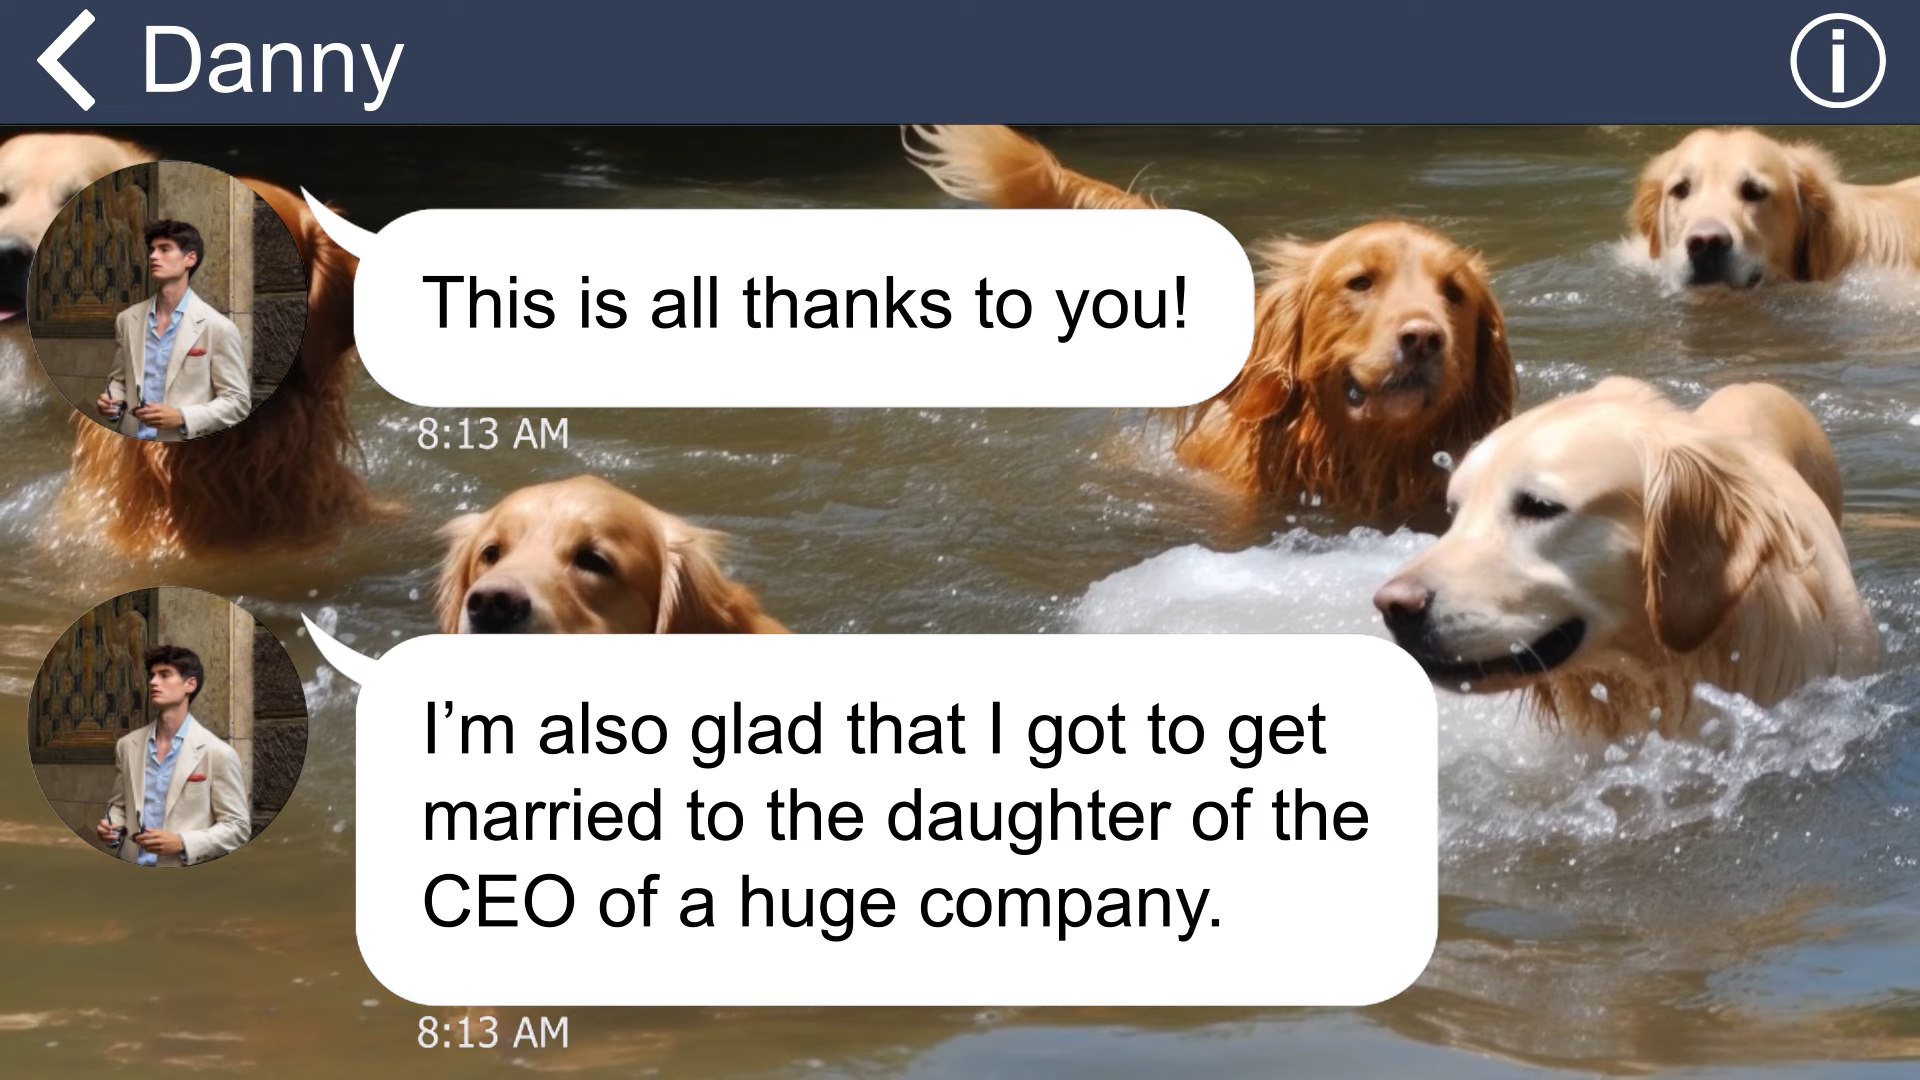 Danny
This is all thanks to you!
8:13 AM
I’m also glad that I got to get
married to the daughter of the
CEO of a huge company.
8:13 AM